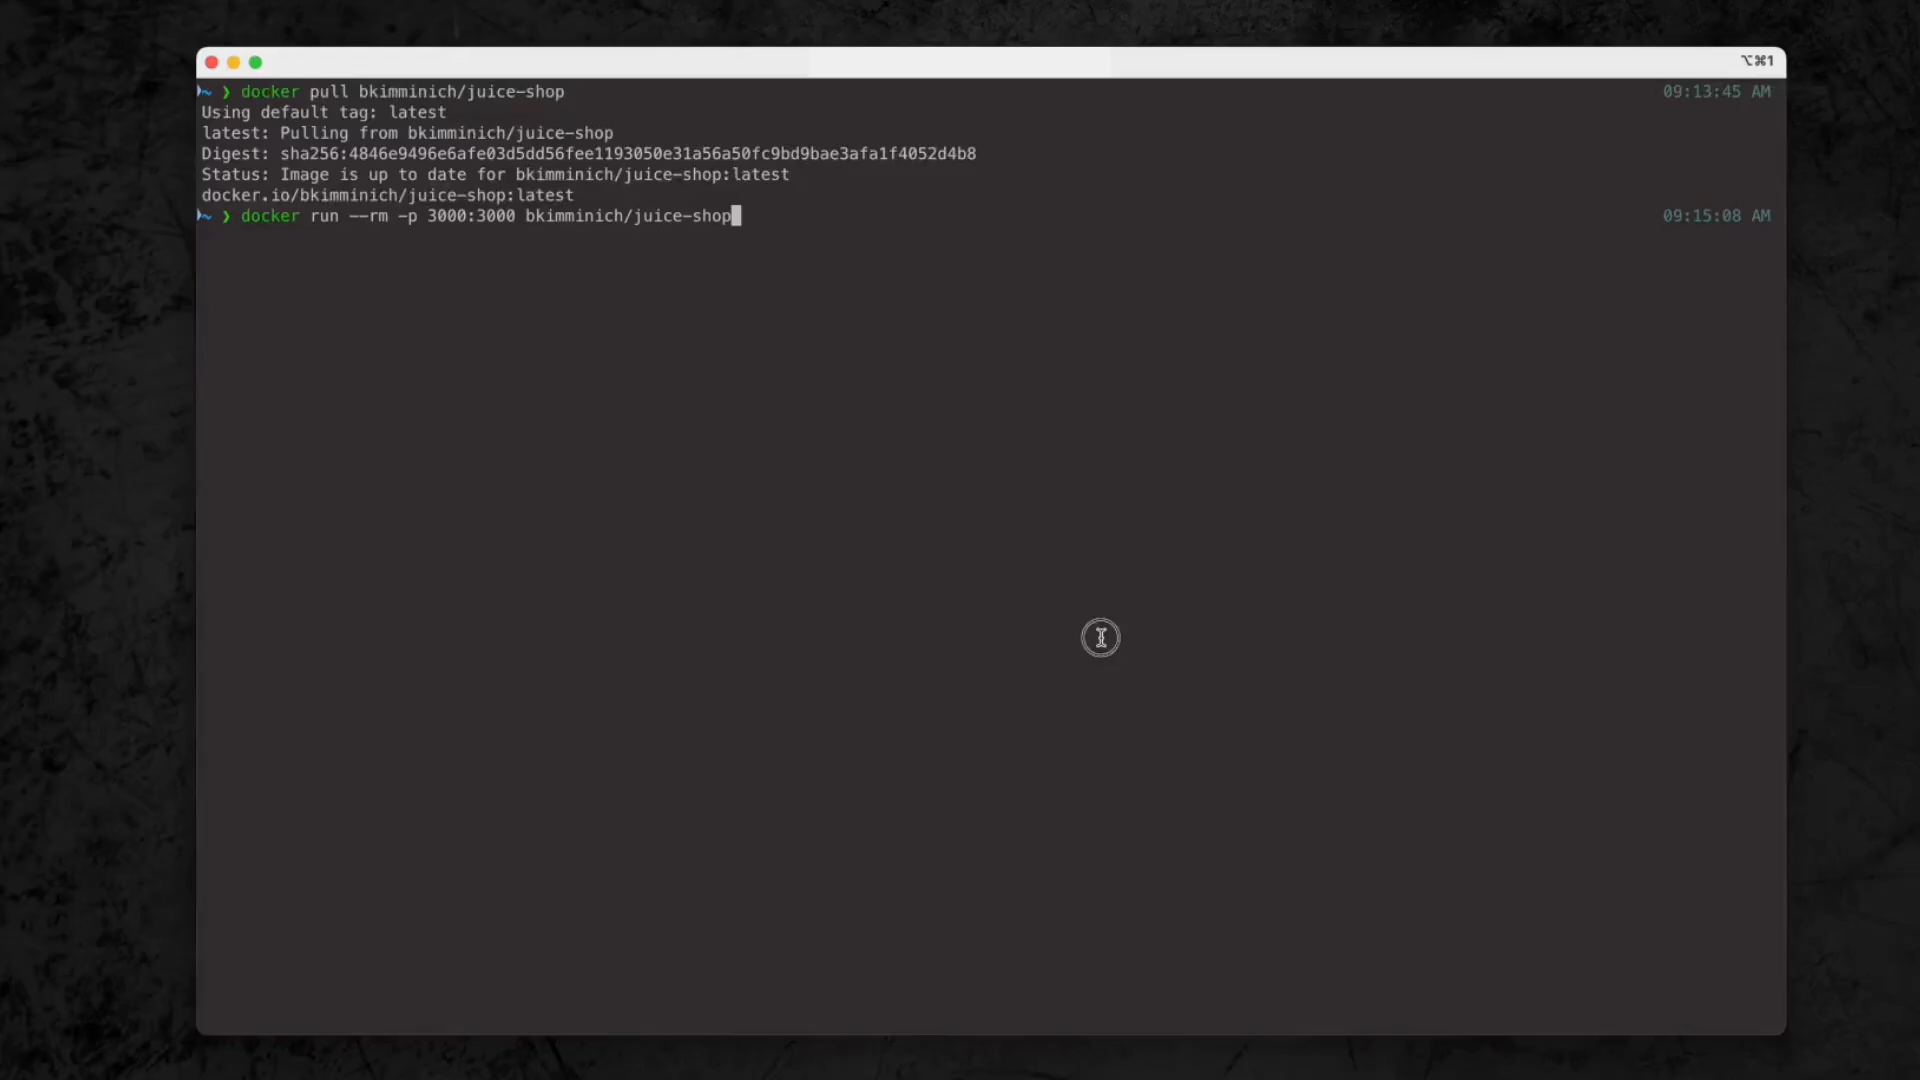 ⌥⌘1
~ ❯ docker pull bkimminich/juice-shop 09:13:45 AM
Using default tag: latest
latest: Pulling from bkimminich/juice-shop
Digest: sha256:4846e9496e6afe03d5dd56fee1193050e31a56a50fc9bd9bae3afa1f4052d4b8
Status: Image is up to date for bkimminich/juice-shop:latest
docker.io/bkimminich/juice-shop:latest
~ ❯ docker run --rm -p 3000:3000 bkimminich/juice-shop 09:15:08 AM